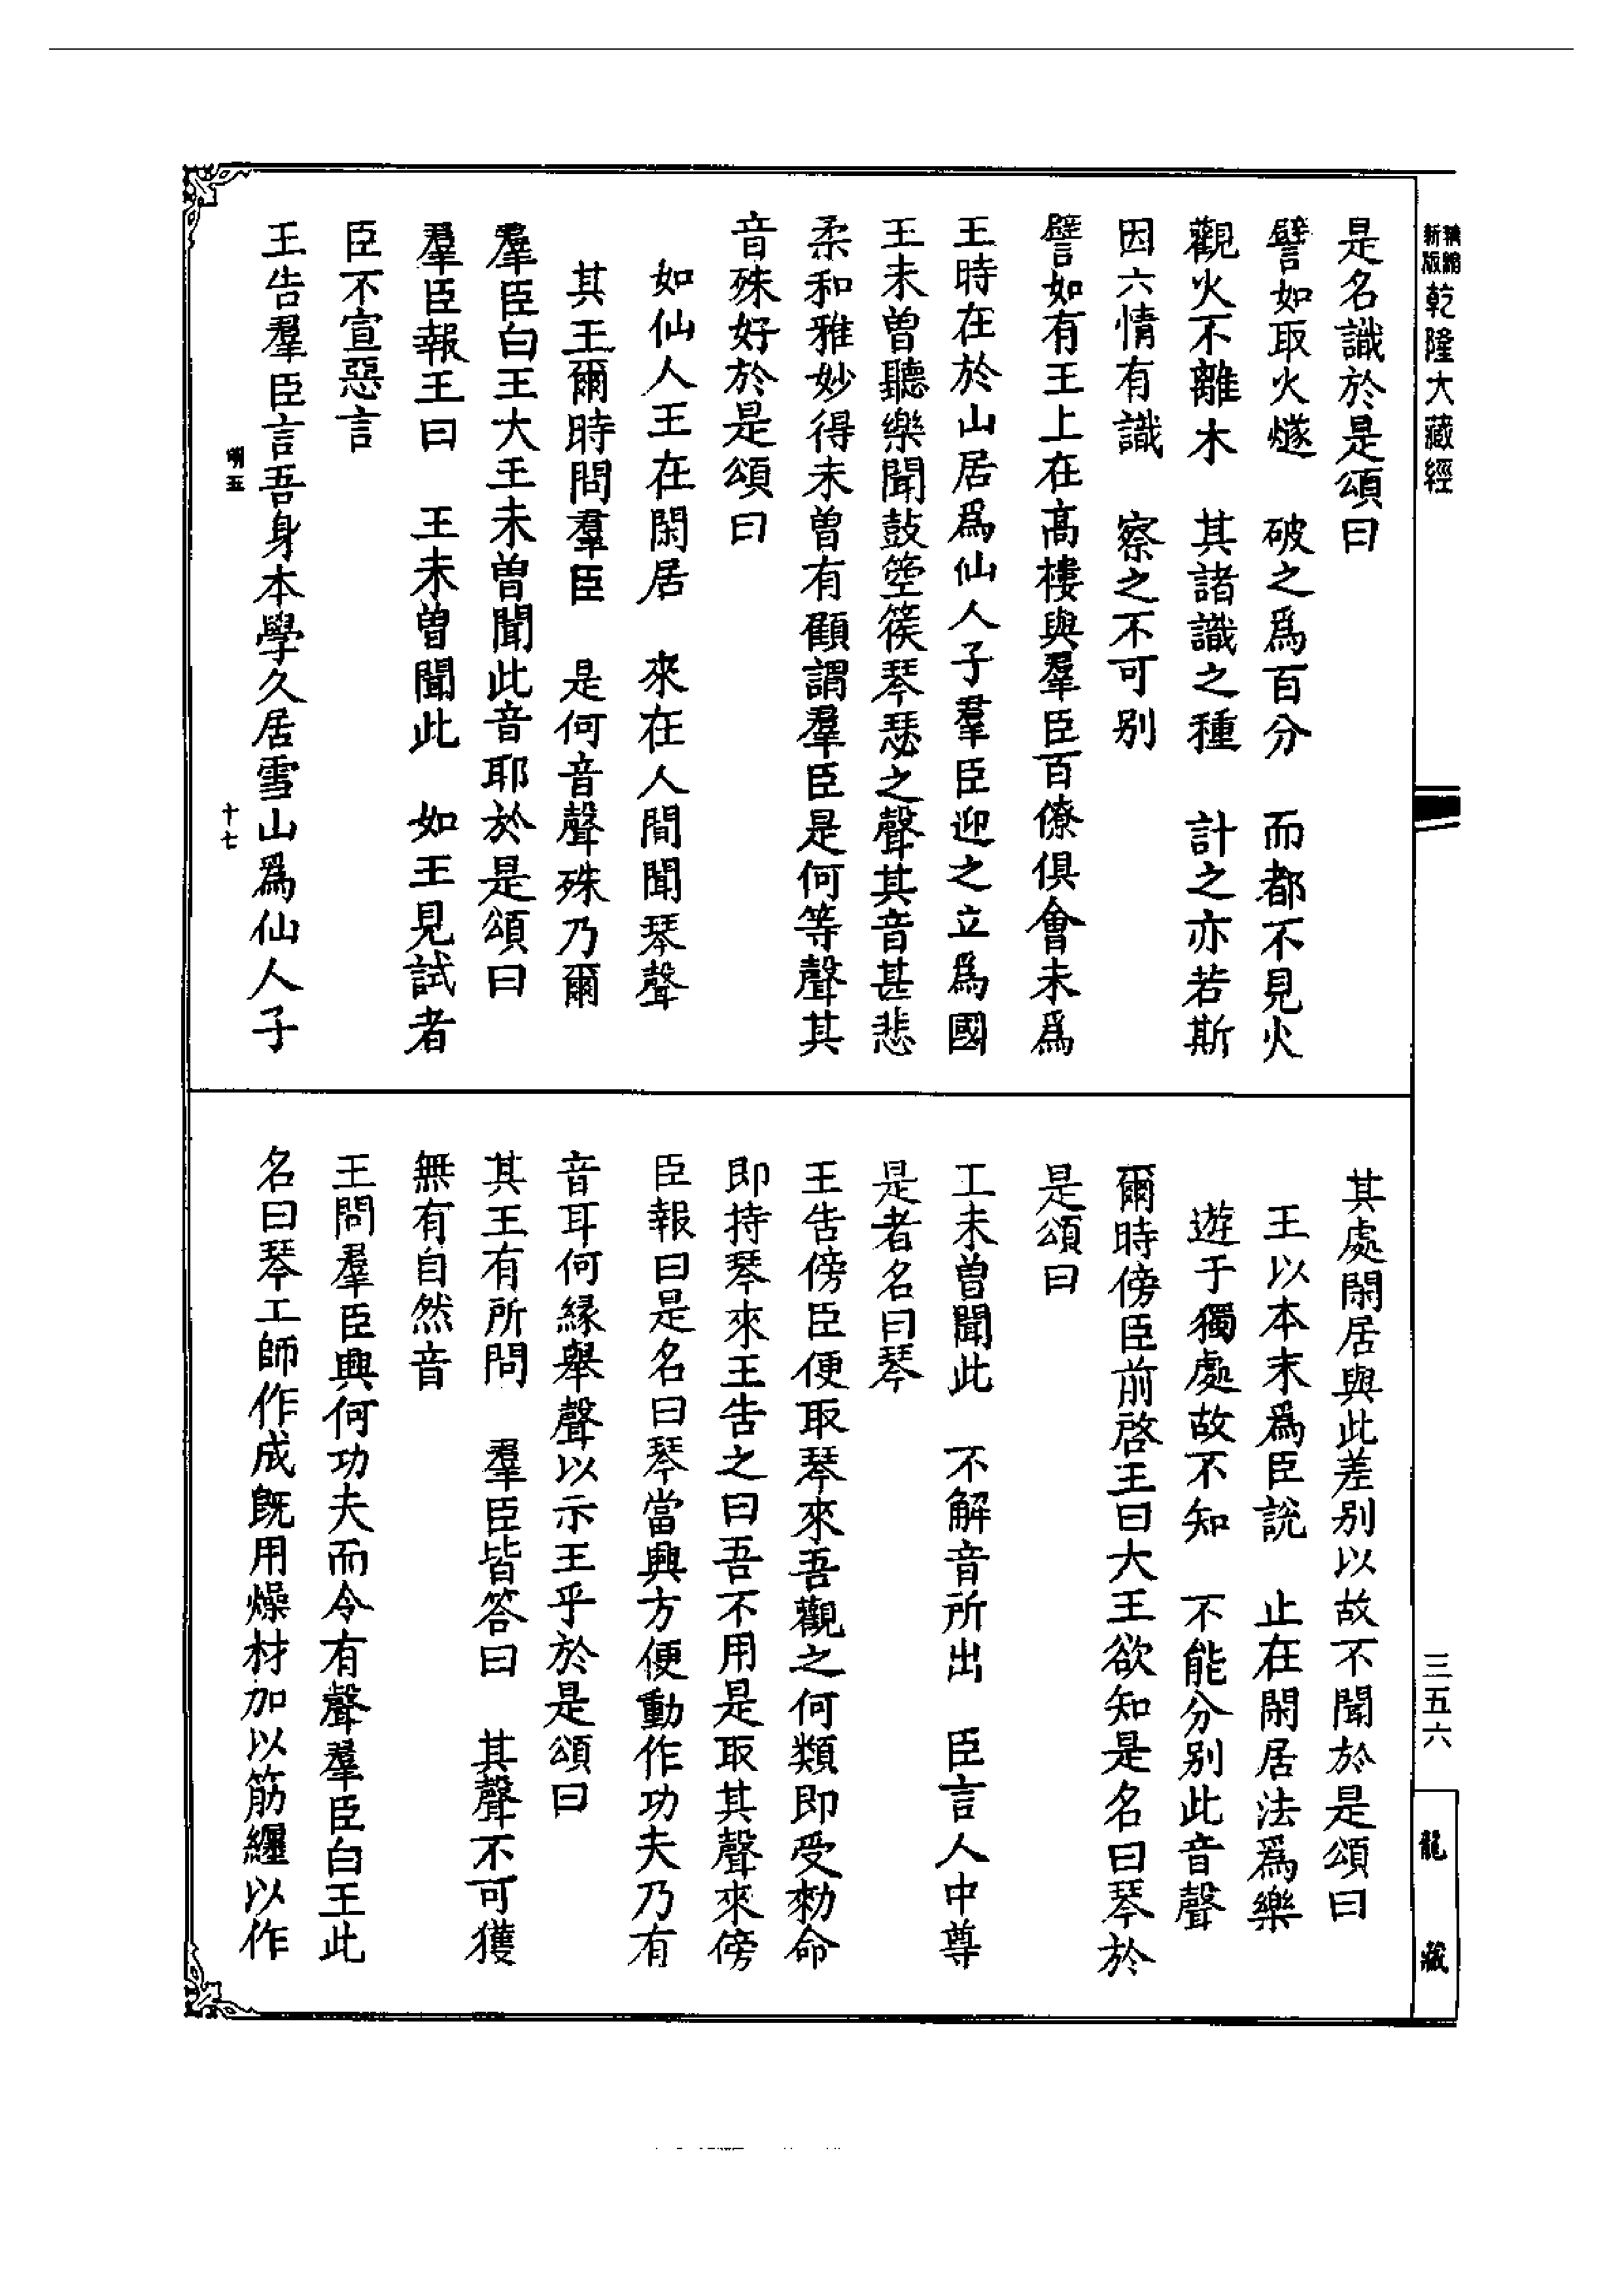 精縮新版乾隆大藏經
是名識於是頌曰
譬如取火燧　破之爲百分　而都不見火
觀火不離木　其諸識之種　計之亦若斯
因六情有識　察之不可别
譬如有王上在髙樓與羣臣百僚俱會未爲
王時在於山居爲仙人子羣臣迎之立爲國
王未曾聽樂聞鼓箜篌琴瑟之聲其音甚悲
柔和雅妙得未曾有顧謂羣臣是何等聲其
音殊好於是頌曰
如仙人王在閑居　來在人間聞琴聲
其王爾時問羣臣　是何音聲殊乃爾
羣臣白王大王未曾聞此音耶於是頌曰
羣臣報王曰　王未曾聞此　如王見試者
臣不宣惡言
王告羣臣言吾身本學久居雪山爲仙人子
明五　十七
其處閑居與此差别以故不聞於是頌曰
王以本末爲臣説　止在閑居法爲樂
遊于獨處故不知　不能分别此音聲
爾時傍臣前啓王曰大王欲知是名曰琴於
是頌曰
工未曾聞此　不解音所出　臣言人中尊
是者名曰琴
王告傍臣便取琴來吾觀之何類即受勑命
即持琴來王告之曰吾不用是取其聲來傍
臣報曰是名曰琴當興方便動作功夫乃有
音耳何縁舉聲以示王乎於是頌曰
其王有所問　羣臣皆答曰　其聲不可獲
無有自然音
王問羣臣興何功夫而令有聲羣臣白王此
名曰琴工師作成旣用燥材加以筋纒以作
三五六
龍藏